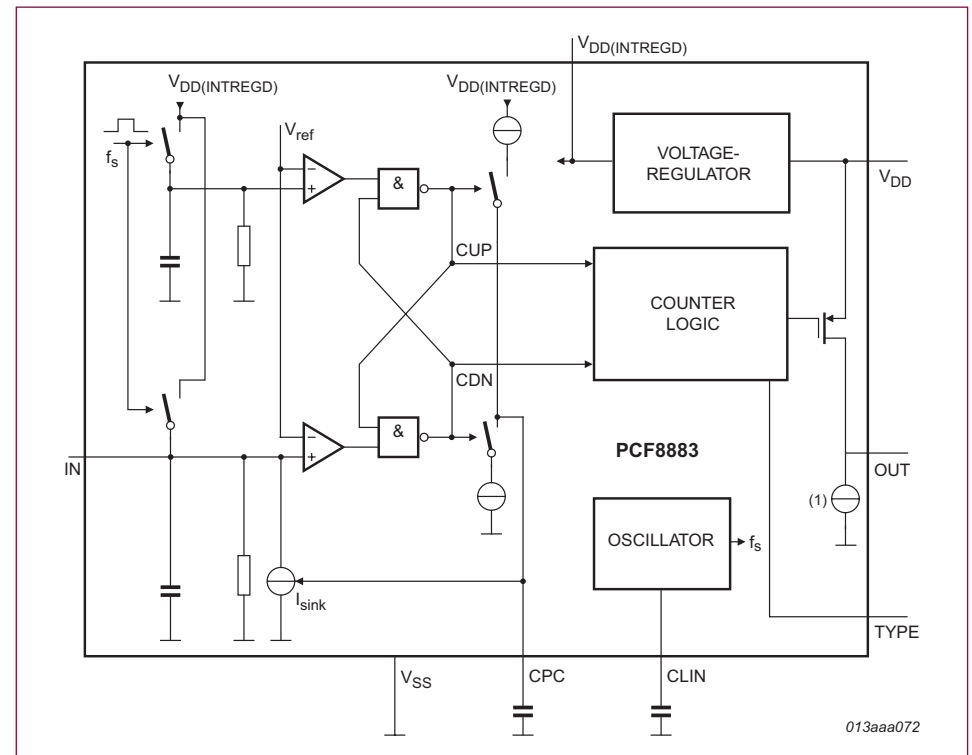 VDD(INTREGD)
VDD(INTREGD)
VDD(INTREGD)
fs
Vref
VOLTAGE-
REGULATOR
VDD
&
CUP
COUNTER
LOGIC
CDN
&
PCF8883
IN
OUT
(1)
OSCILLATOR
fs
Isink
TYPE
VSS
CPC
CLIN
013aaa072